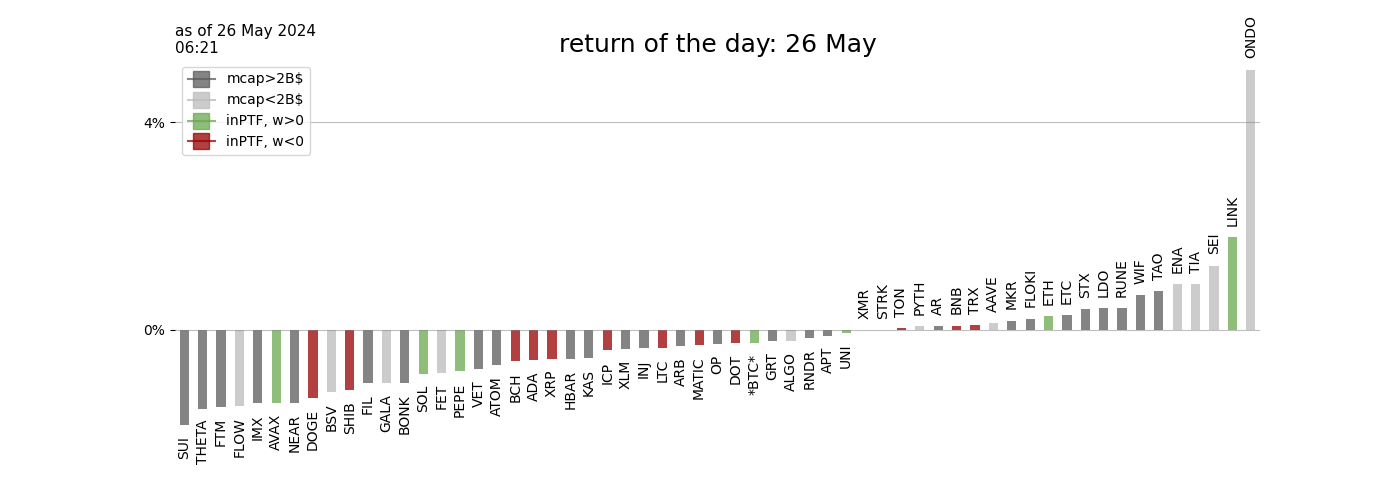 as of 26 May 2024
06:21
return of the day: 26 May
mcap>2B$
mcap<2B$
inPTF, w>0
inPTF, w<0
4%
0%
SUI
THETA
FTM
FLOW
IMX
AVAX
NEAR
DOGE
BSV
SHIB
FIL
GALA
BONK
SOL
FET
PEPE
VET
ATOM
BCH
ADA
XRP
HBAR
KAS
ICP
XLM
INJ
LTC
ARB
MATIC
OP
DOT
*BTC*
GRT
ALGO
RNDR
APT
UNI
XMR
STRK
TON
PYTH
AR
BNB
TRX
AAVE
MKR
FLOKI
ETH
ETC
STX
LDO
RUNE
WIF
TAO
ENA
TIA
SEI
LINK
ONDO